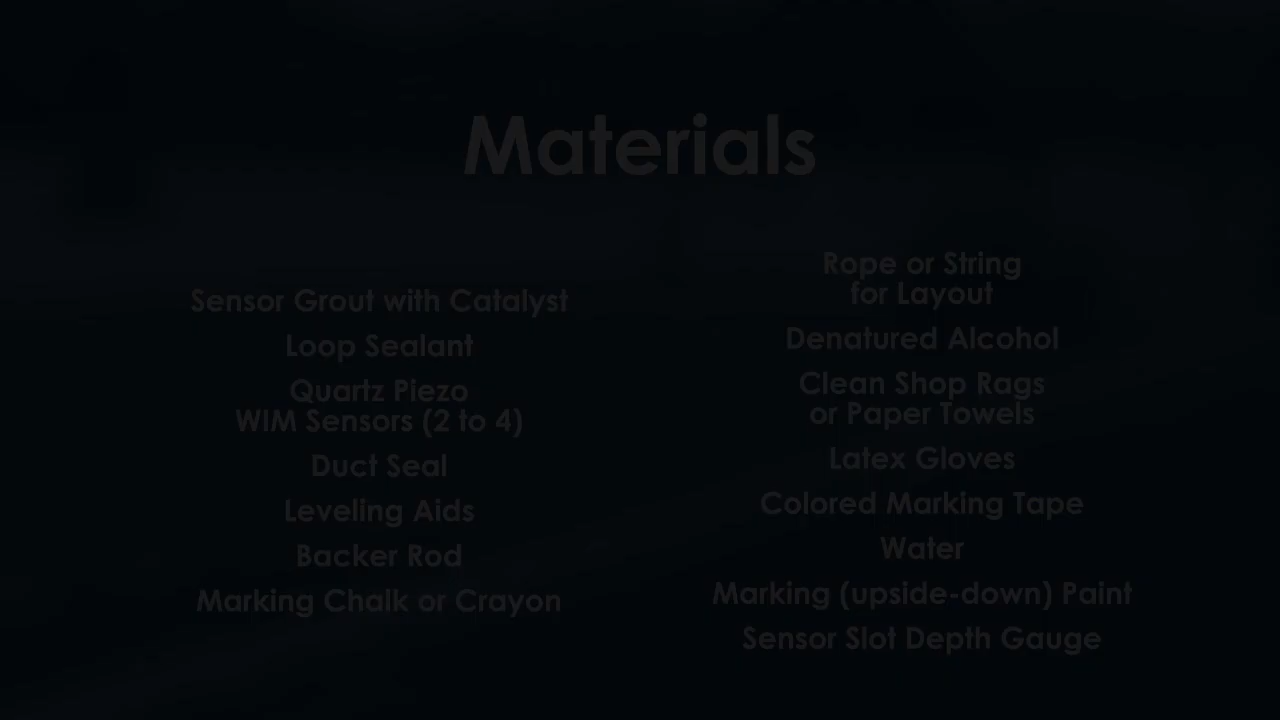 Materials
Sensor Grout with Catalyst
Loop Sealant
Quartz Piezo
WIM Sensors (2 to 4)
Duct Seal
Leveling Aids
Backer Rod
Marking Chalk or Crayon
Rope or String
for Layout
Denatured Alcohol
Clean Shop Rags
or Paper Towels
Latex Gloves
Colored Marking Tape
Water
Marking (upside-down) Paint
Sensor Slot Depth Gauge